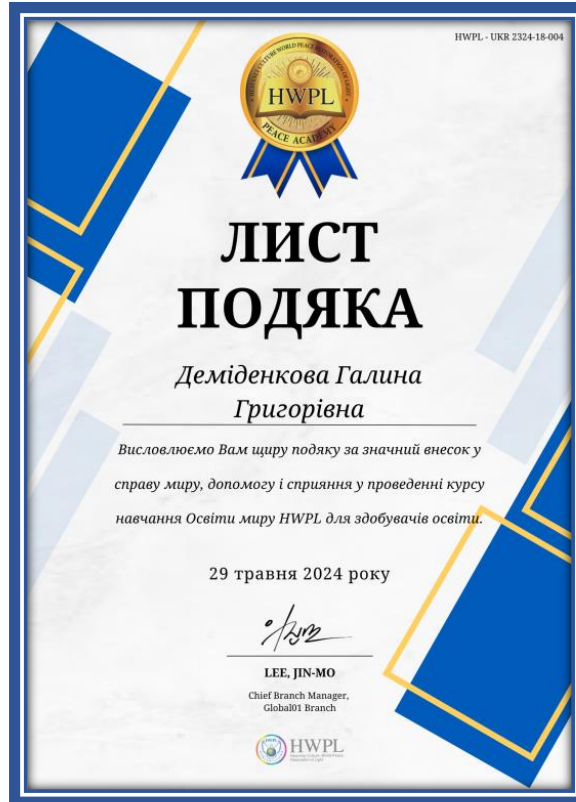 HWPL - UKR 2324-18-004
HWPL
PEACE ACADEMY
ЛИСТ
ПОДЯКА
Деміденкова Галина
Григорівна
Висловлюємо Вам щиру подяку за значний внесок у
справу миру, допомогу і сприяння у проведенні курсу
навчання Освіти миру HWPL для здобувачів освіти.
29 травня 2024 року
LEE, JIN-MO
Chief Branch Manager,
Global01 Branch
HWPL